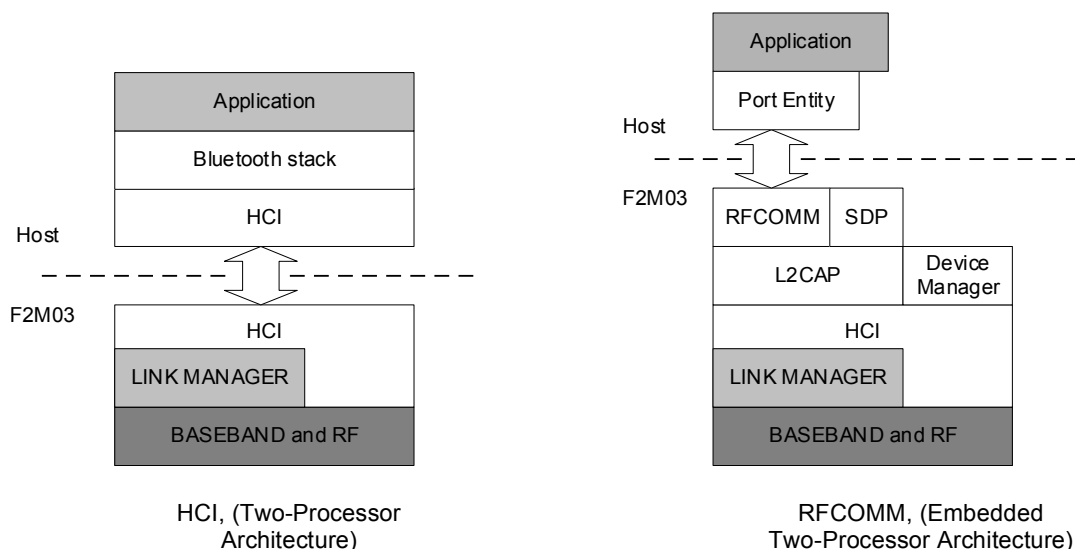 Application
Bluetooth stack
HCI
Host
F2M03
HCI
LINK MANAGER
BASEBAND and RF
HCI, (Two-Processor
Architecture)
Application
Port Entity
Host
F2M03
RFCOMM
SDP
L2CAP
Device
Manager
HCI
LINK MANAGER
BASEBAND and RF
RFCOMM, (Embedded
Two-Processor Architecture)